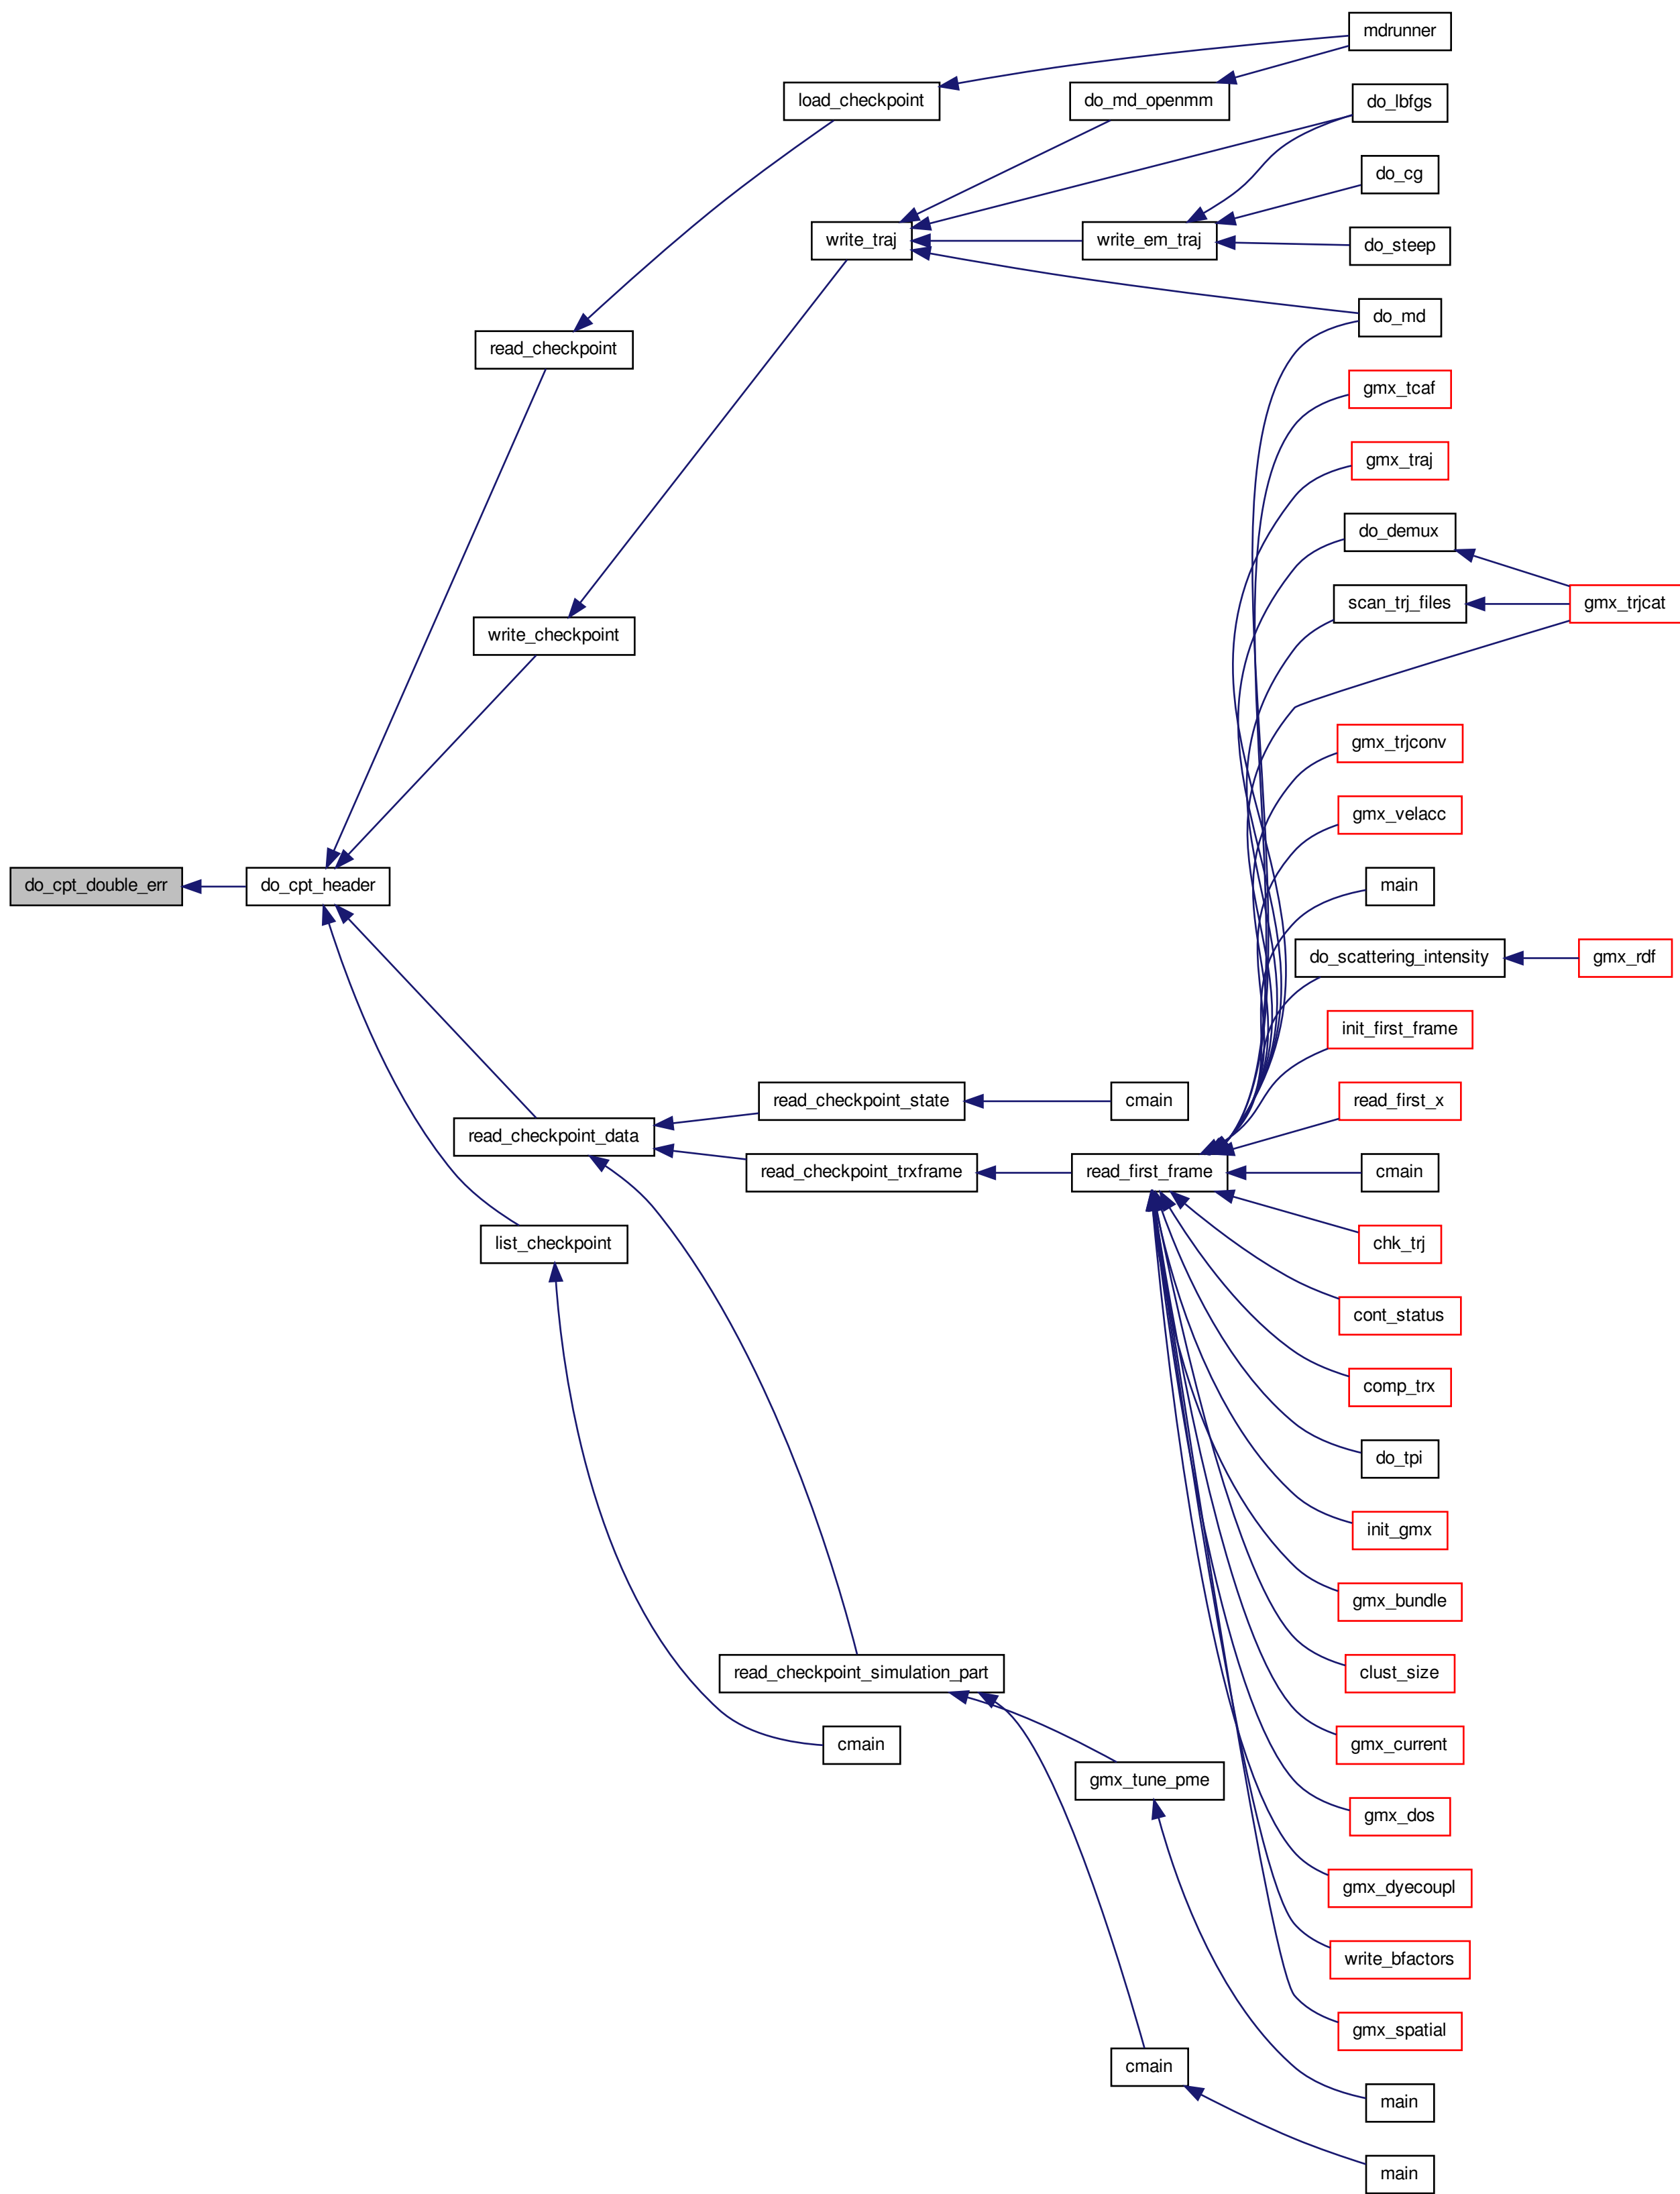 mdrunner
load_checkpoint
do_md_openmm
do_lbfgs
do_cg
write_traj
write_em_traj
do_steep
do_md
read_checkpoint
gmx_tcaf
gmx_traj
do_demux
scan_trj_files
gmx_trjcat
write_checkpoint
gmx_trjconv
gmx_velacc
do_cpt_double_err
do_cpt_header
main
do_scattering_intensity
gmx_rdf
init_first_frame
read_checkpoint_state
cmain
read_first_x
read_checkpoint_data
read_checkpoint_trxframe
read_first_frame
cmain
list_checkpoint
chk_trj
cont_status
comp_trx
do_tpi
init_gmx
gmx_bundle
read_checkpoint_simulation_part
clust_size
cmain
gmx_current
gmx_tune_pme
gmx_dos
gmx_dyecoupl
write_bfactors
gmx_spatial
cmain
main
main